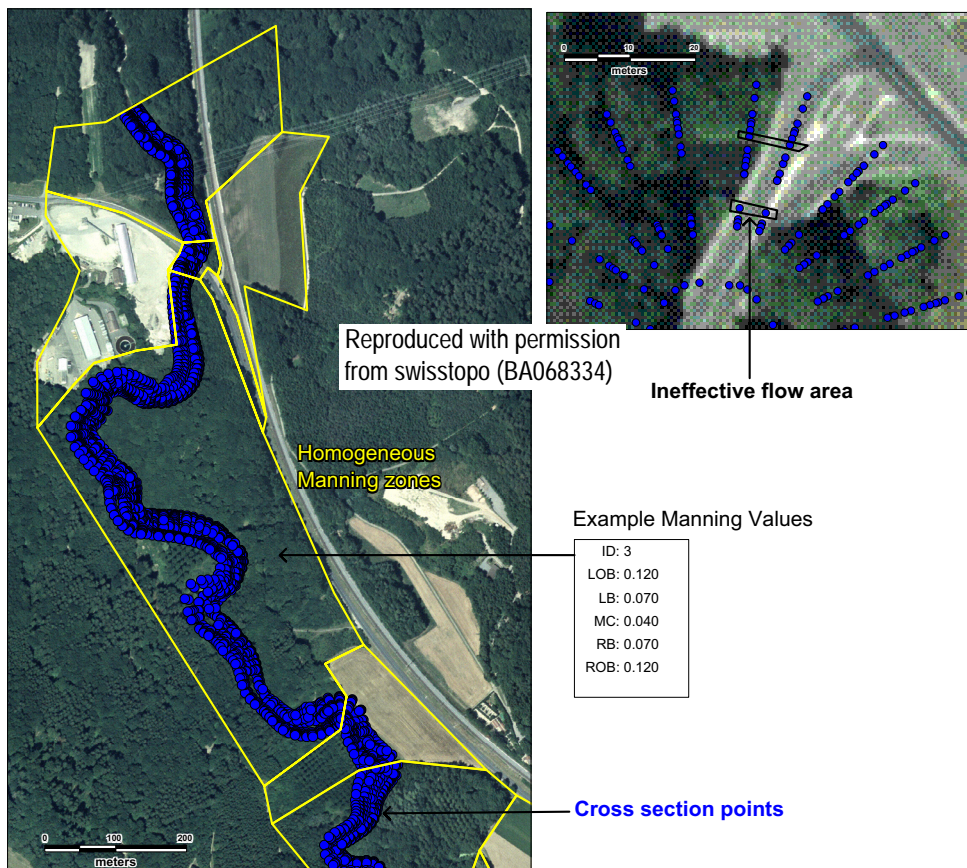 0 10 20
meters
Reproduced with permission
from swisstopo (BA068334)
Ineffective flow area
Homogeneous
Manning zones
Example Manning Values
ID: 3
LOB: 0.120
LB: 0.070
MC: 0.040
RB: 0.070
ROB: 0.120
Cross section points
0 100 200
meters